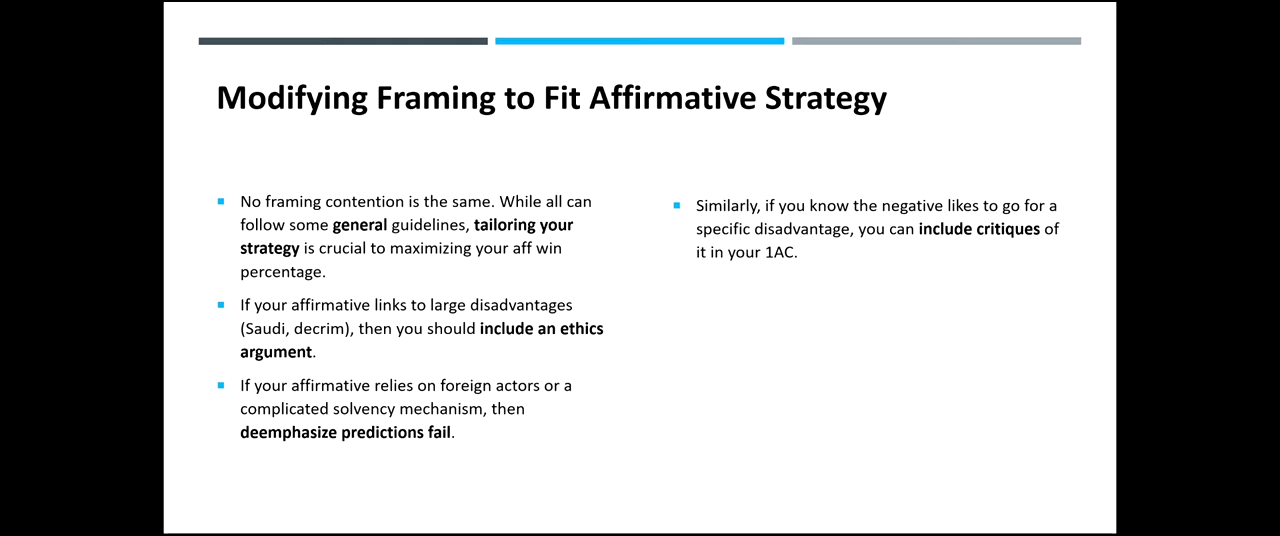 Modifying Framing to Fit Affirmative Strategy
No framing contention is the same. While all can
follow some general guidelines, tailoring your
strategy is crucial to maximizing your aff win
percentage.
If your affirmative links to large disadvantages
(Saudi, decrim), then you should include an ethics
argument.
If your affirmative relies on foreign actors or a
complicated solvency mechanism, then
deemphasize predictions fail.
Similarly, if you know the negative likes to go for a
specific disadvantage, you can include critiques of
it in your 1AC.